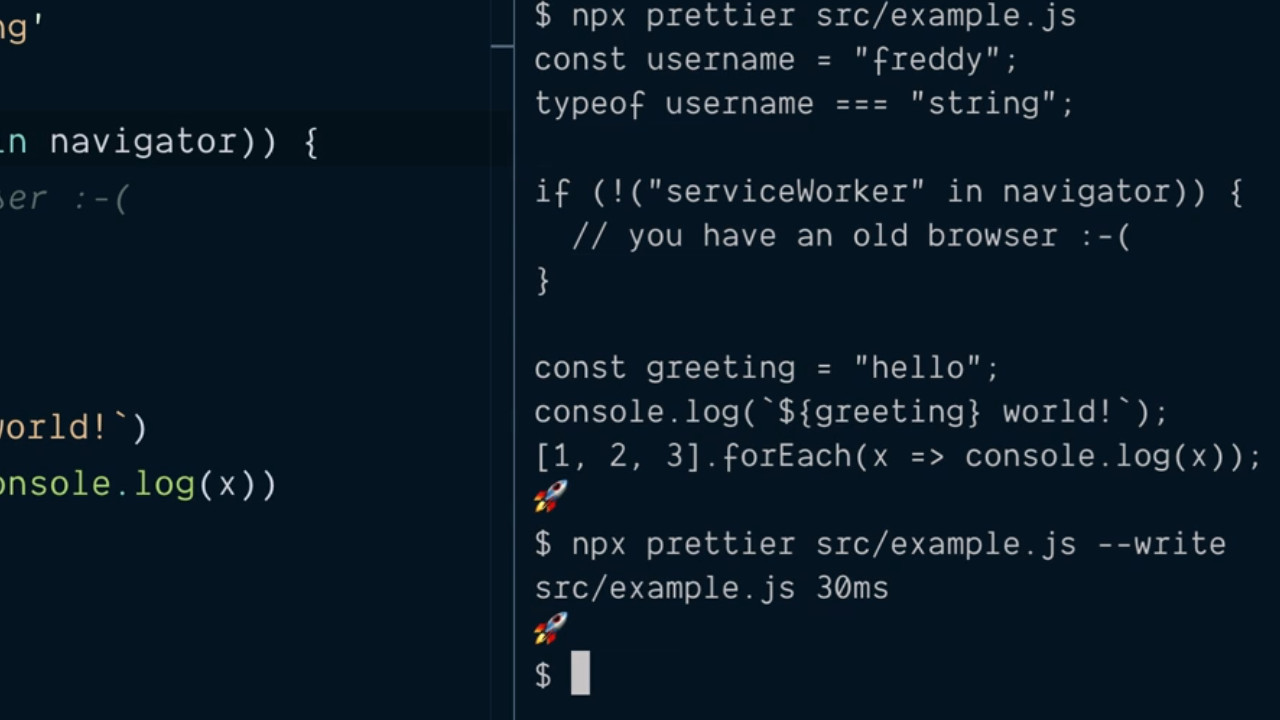 ng'
in navigator)) {
ser :-(
world!`)
onsole.log(x))
$ npx prettier src/example.js
const username = "freddy";
typeof username === "string";
if (!("serviceWorker" in navigator)) {
  // you have an old browser :-(
}
const greeting = "hello";
console.log(`${greeting} world!`);
[1, 2, 3].forEach(x => console.log(x));
🚀
$ npx prettier src/example.js --write
src/example.js 30ms
🚀
$